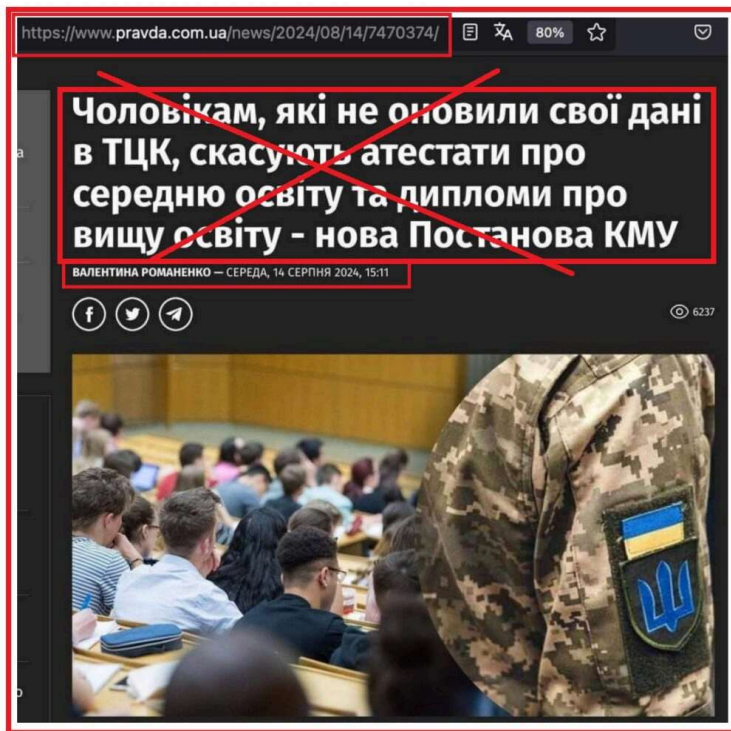 https://www.pravda.com.ua/news/2024/08/14/7470374/
80%
Чоловікам, які не оновили свої дані
в ТЦК, скасують атестати про
середню освіту та дипломи про
вищу освіту - нова Постанова КМУ
ВАЛЕНТИНА РОМАНЕНКО — СЕРЕДА, 14 СЕРПНЯ 2024, 15:11
6237